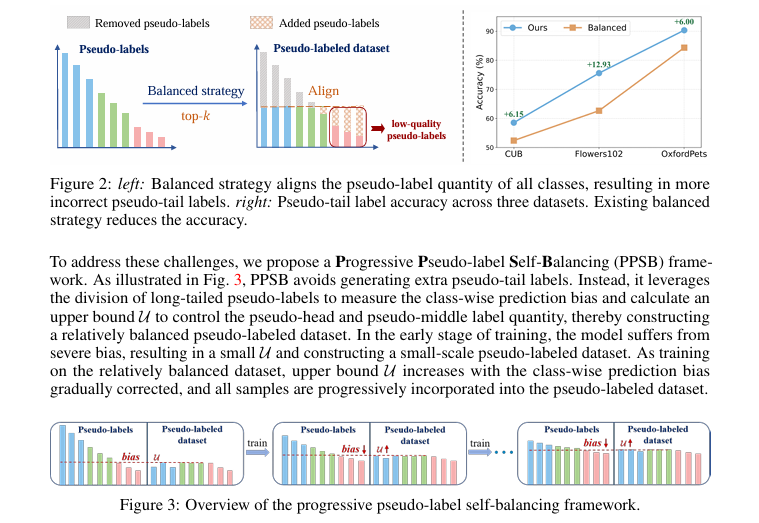 Removed pseudo-labels
Added pseudo-labels
Pseudo-labels
Balanced strategy
top-k
Pseudo-labeled dataset
Align
low-quality
pseudo-labels
Ours
Balanced
Accuracy (%)
90
80
70
60
50
+6.15
+12.93
+6.00
CUB
Flowers102
OxfordPets
Figure 2: left: Balanced strategy aligns the pseudo-label quantity of all classes, resulting in more
incorrect pseudo-tail labels. right: Pseudo-tail label accuracy across three datasets. Existing balanced
strategy reduces the accuracy.
To address these challenges, we propose a Progressive Pseudo-label Self-Balancing (PPSB) frame-
work. As illustrated in Fig. 3, PPSB avoids generating extra pseudo-tail labels. Instead, it leverages
the division of long-tailed pseudo-labels to measure the class-wise prediction bias and calculate an
upper bound 𝒰 to control the pseudo-head and pseudo-middle label quantity, thereby constructing
a relatively balanced pseudo-labeled dataset. In the early stage of training, the model suffers from
severe bias, resulting in a small 𝒰 and constructing a small-scale pseudo-labeled dataset. As training
on the relatively balanced dataset, upper bound 𝒰 increases with the class-wise prediction bias
gradually corrected, and all samples are progressively incorporated into the pseudo-labeled dataset.
Pseudo-labels
Pseudo-labeled
dataset
bias
u
train
Pseudo-labels
Pseudo-labeled
dataset
bias↓
u↑
train
Pseudo-labels
Pseudo-labeled
dataset
bias↓
u↑
Figure 3: Overview of the progressive pseudo-label self-balancing framework.